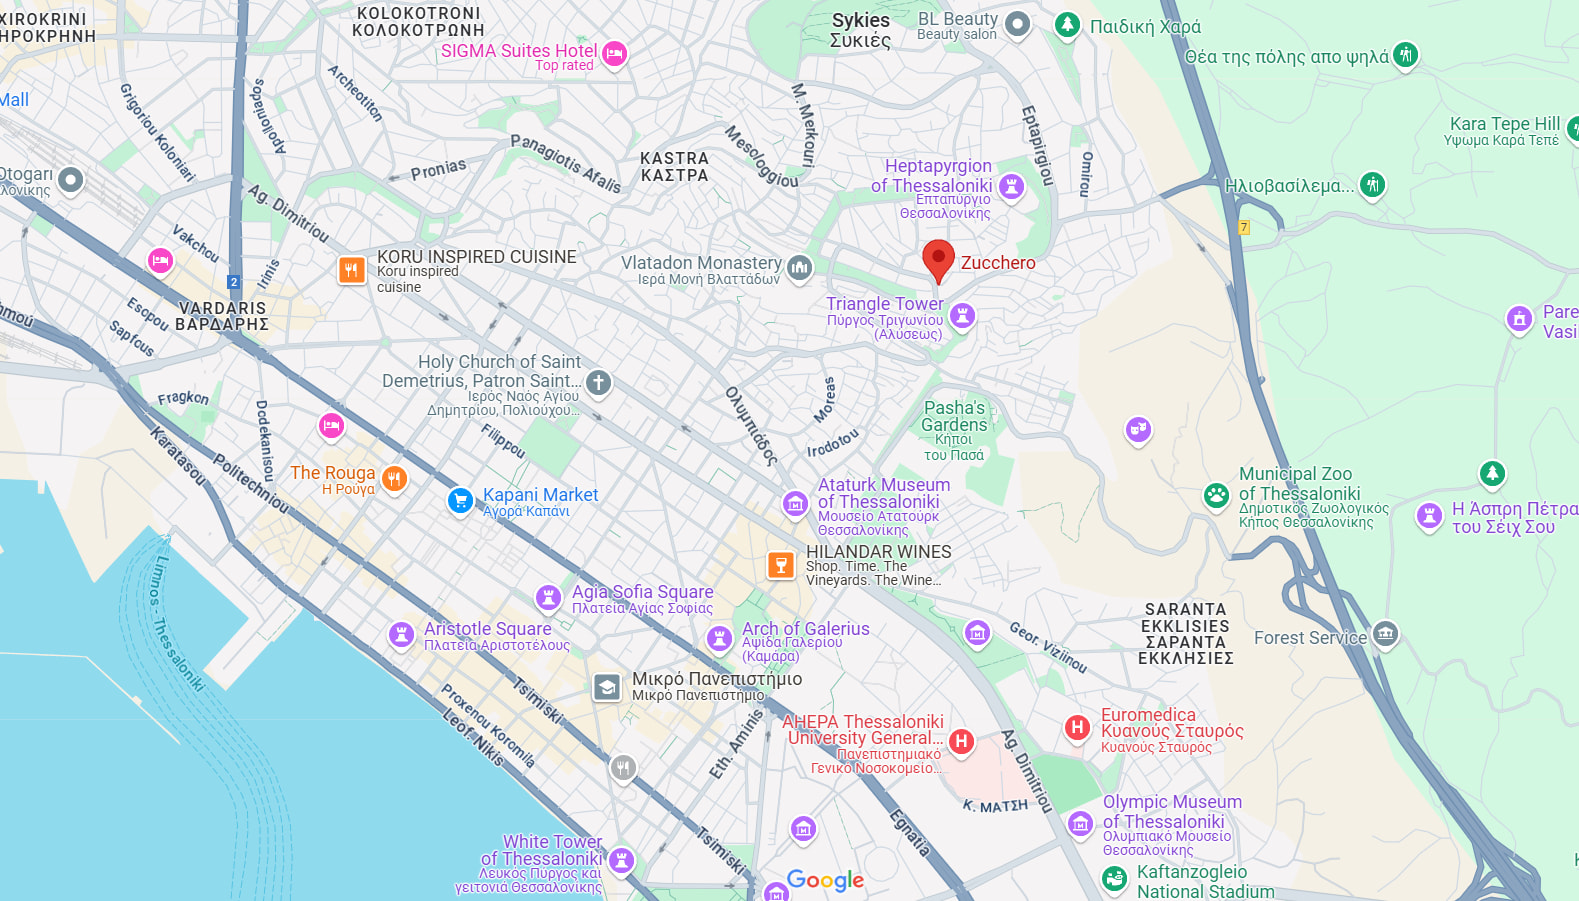 KOLOKOTRONI
ΚΟΛΟΚΟΤΡΩΝΗ
XIROKRINI
ΗΡΟΚΡΗΝΗ
SIGMA Suites Hotel
Top rated
Sykies
Συκιές
BL Beauty
Beauty salon
Παιδική Χαρά
Θέα της πόλης απο ψηλά
Kara Tepe Hill
Ύψωμα Καρά Τεπέ
Mall
Grigoriou Koloniari
Archeotiton
Apolloniados
M. Merkouri
Eptapirgiou
Omirou
Mesologgiou
Panagiotis Afalis
Pronias
KASTRA
ΚΑΣΤΡΑ
Heptapyrgion
of Thessaloniki
Επταπύργιο
Θεσσαλονίκης
Ηλιοβασίλεμα...
7
Otogarı
λονίκης
Ag. Dimitriou
Vakchou
Irinis
2
KORU INSPIRED CUISINE
Koru inspired
cuisine
Vlatadon Monastery
Ιερά Μονή Βλαττάδων
Zucchero
Triangle Tower
Πύργος Τριγωνίου
(Αλύσεως)
Pare
Vasi
VARDARIS
ΒΑΡΔΑΡΗΣ
Escpou
Sapfous
hmoú
Holy Church of Saint
Demetrius, Patron Saint...
Ιερός Ναός Αγίου
Δημητρίου, Πολιούχου...
Fragkon
Dodekanisou
Karatasou
Politechniou
Filippou
Ολυμπιάδος
Moreas
Irodotou
Pasha's
Gardens
Κήποι
του Πασά
The Rouga
Η Ρούγα
Kapani Market
Αγορά Καπάνι
Ataturk Museum
of Thessaloniki
Μουσείο Ατατούρκ
Θεσσαλονίκης
Municipal Zoo
of Thessaloniki
Δημοτικός Ζωολογικός
Κήπος Θεσσαλονίκης
Η Άσπρη Πέτρα
του Σέιχ Σου
HILANDAR WINES
Shop. Time. The
Vineyards. The Wine...
Limnos - Thessaloniki
Agia Sofia Square
Πλατεία Αγίας Σοφίας
Aristotle Square
Πλατεία Αριστοτέλους
Arch of Galerius
Αψίδα Γαλερίου
(Καμάρα)
Geor. Viziinou
SARANTA
EKKLISIES
ΣΑΡΑΝΤΑ
ΕΚΚΛΗΣΙΕΣ
Forest Service
Μικρό Πανεπιστήμιο
Μικρό Πανεπιστήμιο
Proxenou Koromila
Leof. Nikis
Tsimiski
Eth. Aminis
AHEPA Thessaloniki
University General...
Πανεπιστημιακό
Γενικό Νοσοκομείο...
Ag. Dimitriou
Euromedica
Κυανούς Σταυρός
Κυανούς Σταυρός
Κ. ΜΑΤΣΗ
Egnatia
Tsimiski
Olympic Museum
of Thessaloniki
Ολυμπιακό Μουσείο
Θεσσαλονίκης
White Tower
of Thessaloniki
Λευκός Πύργος και
γειτονιά Θεσσαλονίκης
Google
Kaftanzogleio
National Stadium